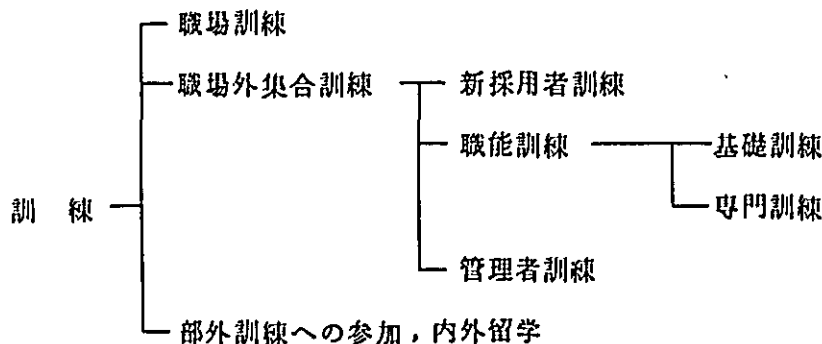 職場訓練
職場外集合訓練 新採用者訓練
職能訓練 基礎訓練
訓練 専門訓練
管理者訓練
部外訓練への参加,内外留学